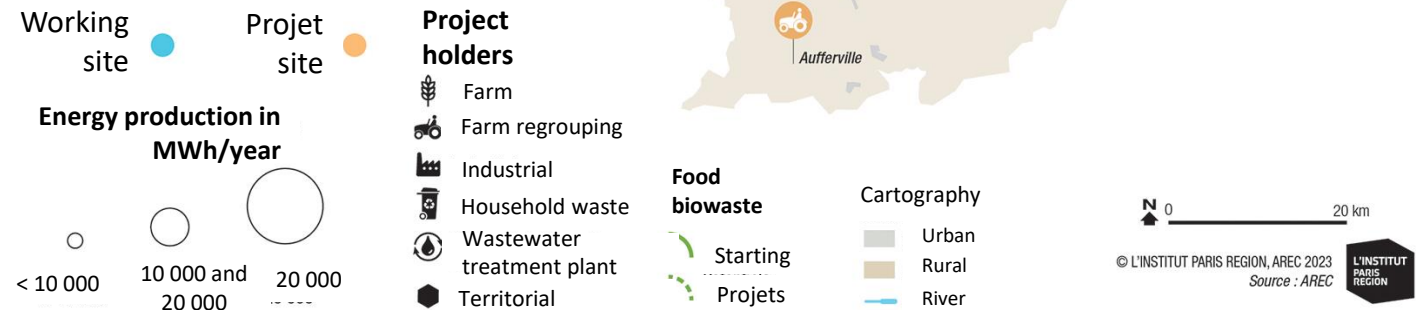 Working
site
Projet
site
Energy production in
MWh/year
< 10 000
10 000 and
20 000
20 000
Project
holders
Farm
Farm regrouping
Industrial
Household waste
Wastewater
treatment plant
Territorial
Aufferville
Food
biowaste
Starting
Projets
Cartography
Urban
Rural
River
N 0 20 km
© L'INSTITUT PARIS REGION, AREC 2023
Source : AREC
L'INSTITUT
PARIS
REGION